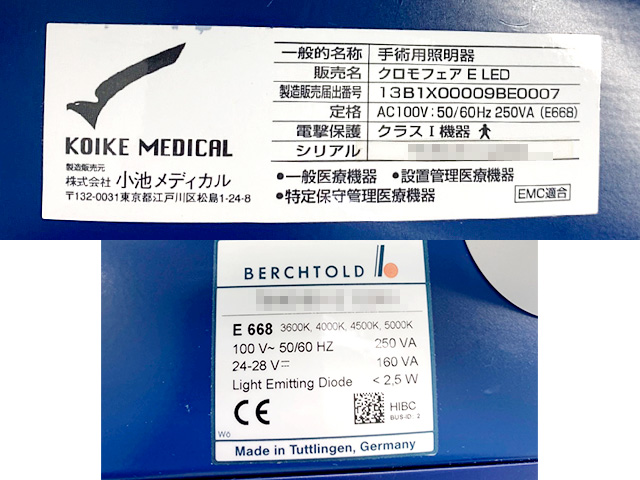 KOIKE MEDICAL
製造販売元
株式会社 小池メディカル
〒132-0031東京都江戸川区松島1-24-8
一般的名称 手術用照明器
販売名 クロモフェア E LED
製造販売届出番号 13B1X00009BE0007
定格 AC100V:50/60Hz 250VA (E668)
電撃保護 クラスⅠ機器
シリアル
●一般医療機器 ●設置管理医療機器
●特定保守管理医療機器 EMC適合
BERCHTOLD
E 668 3600K, 4000K, 4500K, 5000K
100 V~ 50/60 HZ 250 VA
24-28 V⎓ 160 VA
Light Emitting Diode < 2,5 W
CE HIBC
BUS-ID: 2
Wö
Made in Tuttlingen, Germany